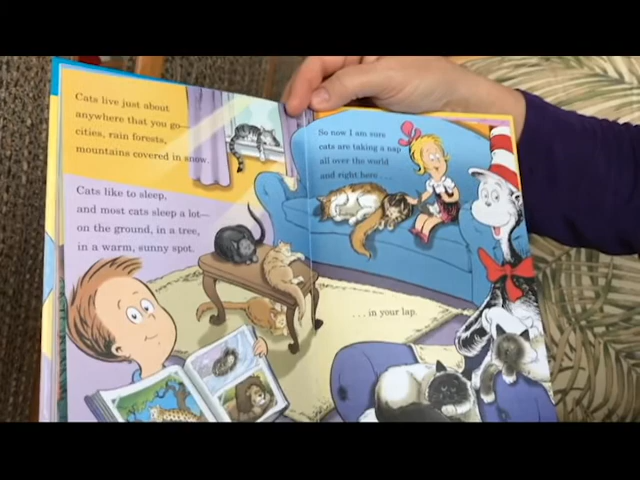 Cats live just about
anywhere that you go—
cities, rain forests,
mountains covered in snow.
Cats like to sleep,
and most cats sleep a lot—
on the ground, in a tree,
in a warm, sunny spot.
So now I am sure
cats are taking a nap
all over the world
and right here . . .
. . . in your lap.